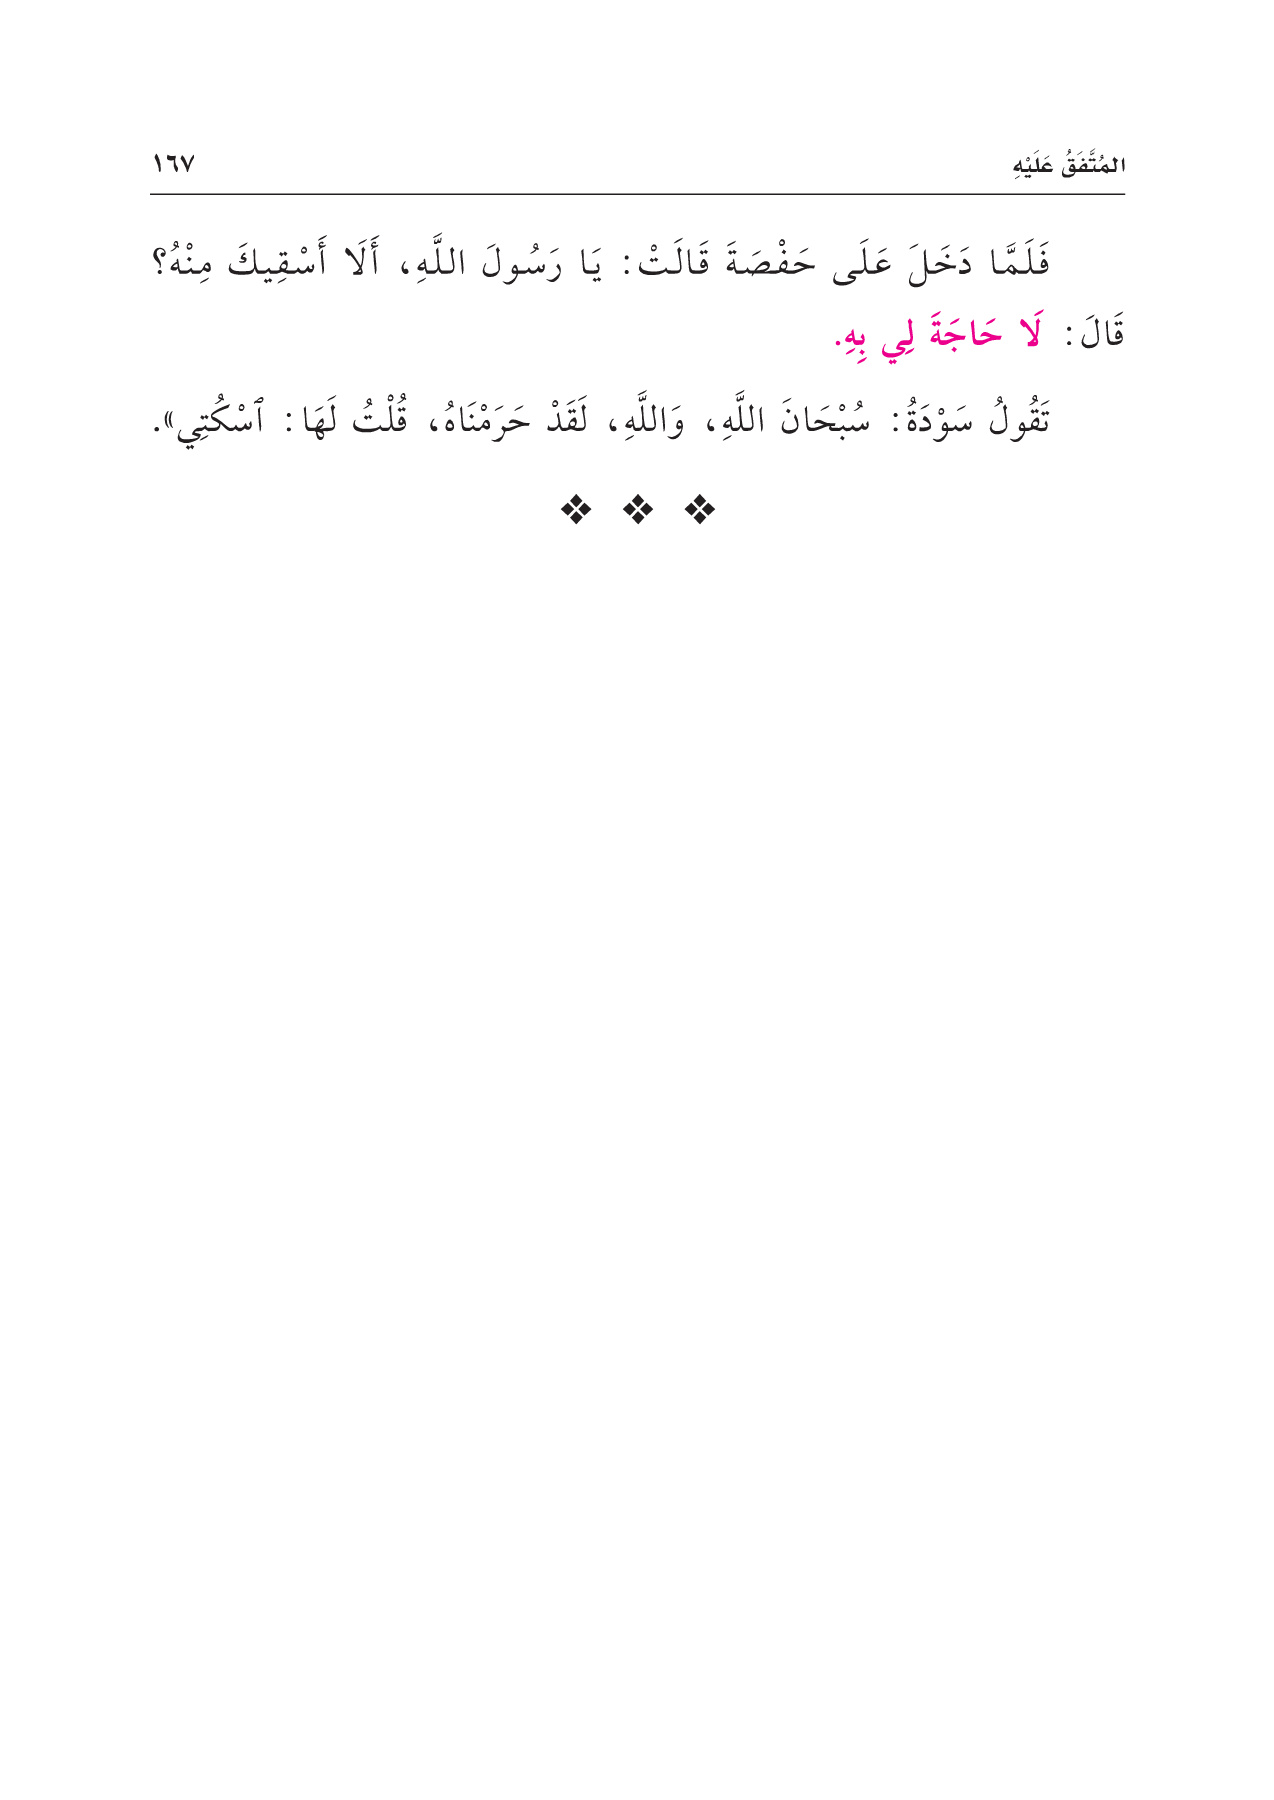 المُتَّفَقُ عَلَيْهِ ١٦٧
فَلَمَّا دَخَلَ عَلَى حَفْصَةَ قَالَتْ: يَا رَسُولَ اللَّهِ، أَلَا أَسْقِيكَ مِنْهُ؟
قَالَ: لَا حَاجَةَ لِي بِهِ.
تَقُولُ سَوْدَةُ: سُبْحَانَ اللَّهِ، وَاللَّهِ، لَقَدْ حَرَمْنَاهُ، قُلْتُ لَهَا: ٱسْكُتِي».